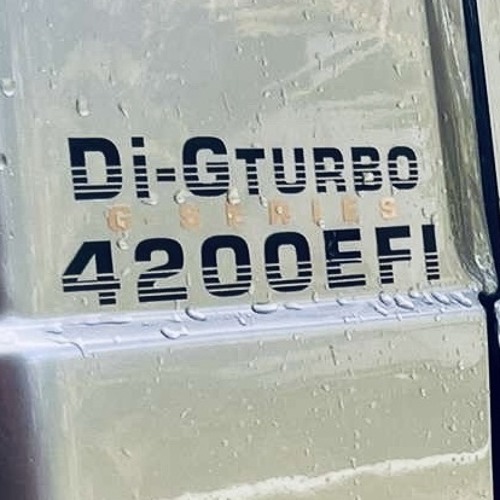 Di-GTURBO
G SERIES
4200EFI